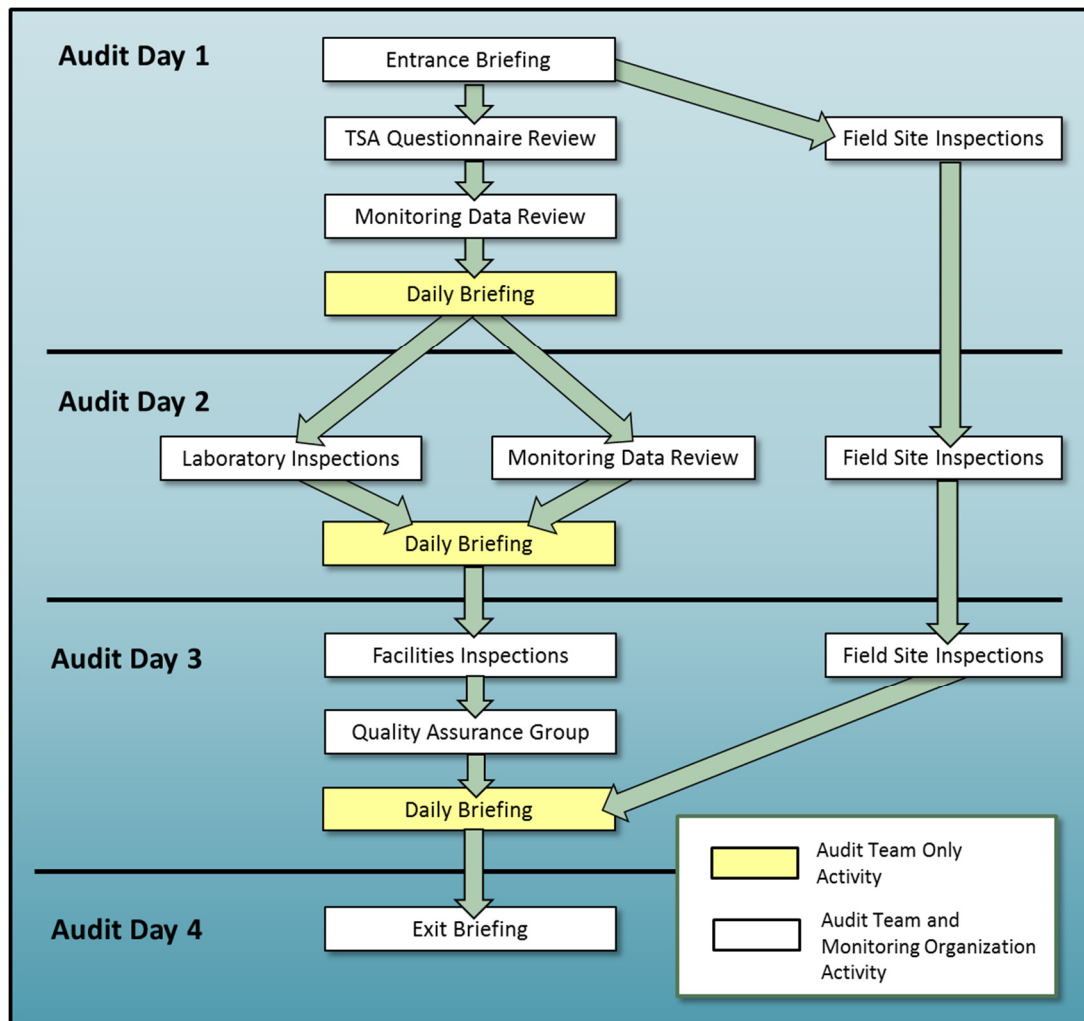 Audit Day 1
Entrance Briefing
TSA Questionnaire Review
Field Site Inspections
Monitoring Data Review
Daily Briefing
Audit Day 2
Laboratory Inspections
Monitoring Data Review
Field Site Inspections
Daily Briefing
Audit Day 3
Facilities Inspections
Field Site Inspections
Quality Assurance Group
Daily Briefing
Audit Day 4
Exit Briefing
Audit Team Only
Activity
Audit Team and
Monitoring Organization
Activity